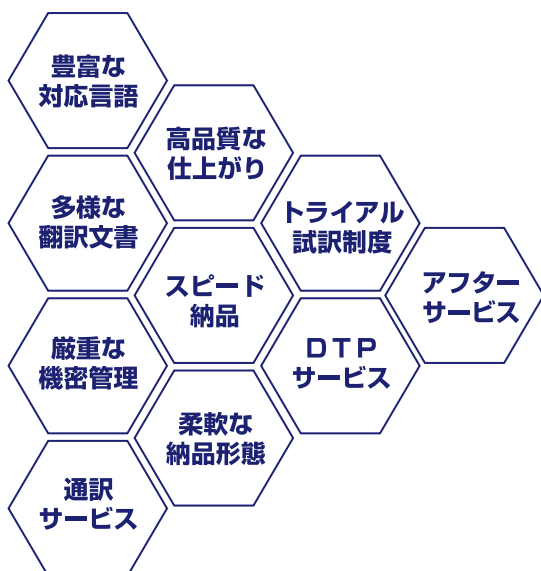 豊富な
対応言語
高品質な
仕上がり
多様な
翻訳文書
トライアル
試訳制度
スピード
納品
アフター
サービス
厳重な
機密管理
ＤＴＰ
サービス
柔軟な
納品形態
通訳
サービス